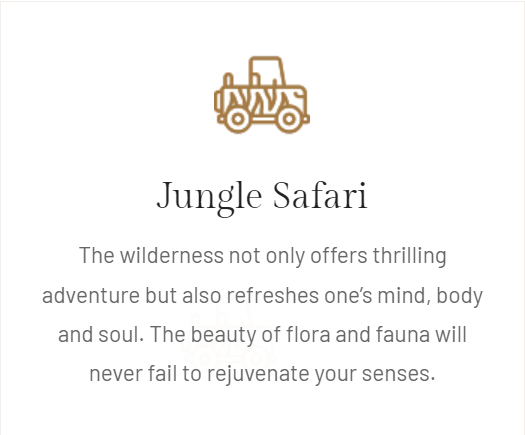 Jungle Safari
The wilderness not only offers thrilling
adventure but also refreshes one’s mind, body
and soul. The beauty of flora and fauna will
never fail to rejuvenate your senses.